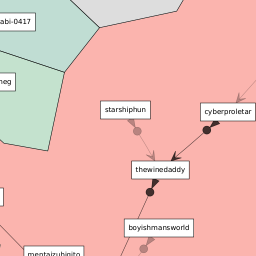 abi-0417
neg
starshiphun
cyberproletar
thewinedaddy
boyishmansworld
mentaizubinito